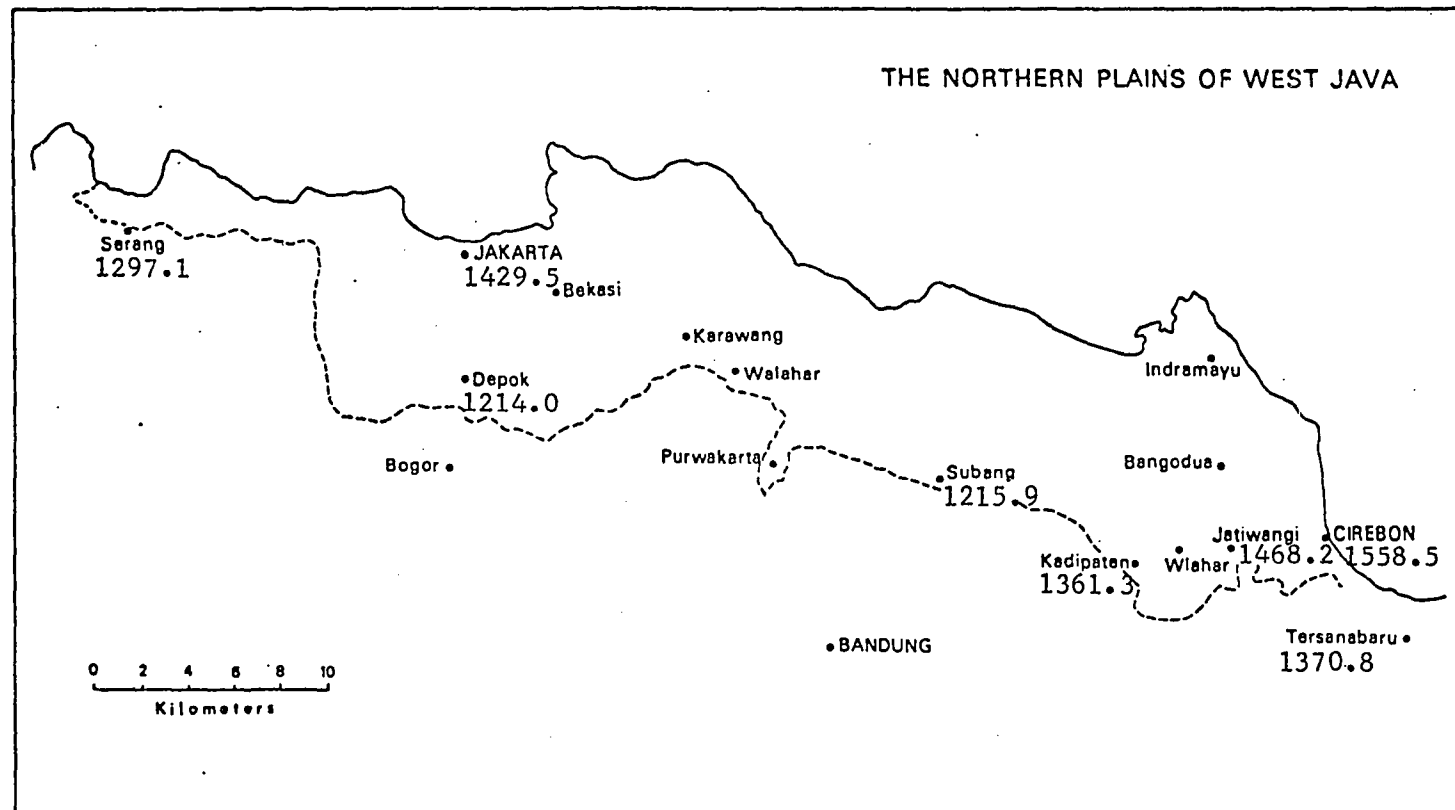 THE NORTHERN PLAINS OF WEST JAVA
Serang
1297.1
JAKARTA
1429.5
Bekasi
Karawang
Walahar
Depok
1214.0
Bogor
Purwakarta
Subang
1215.9
Indramayu
Bangodua
Jatiwangi
1468.2
CIREBON
1558.5
Kadipaten
1361.3
Wlahar
BANDUNG
Tersanabaru
1370.8
0 2 4 6 8 10
Kilometers